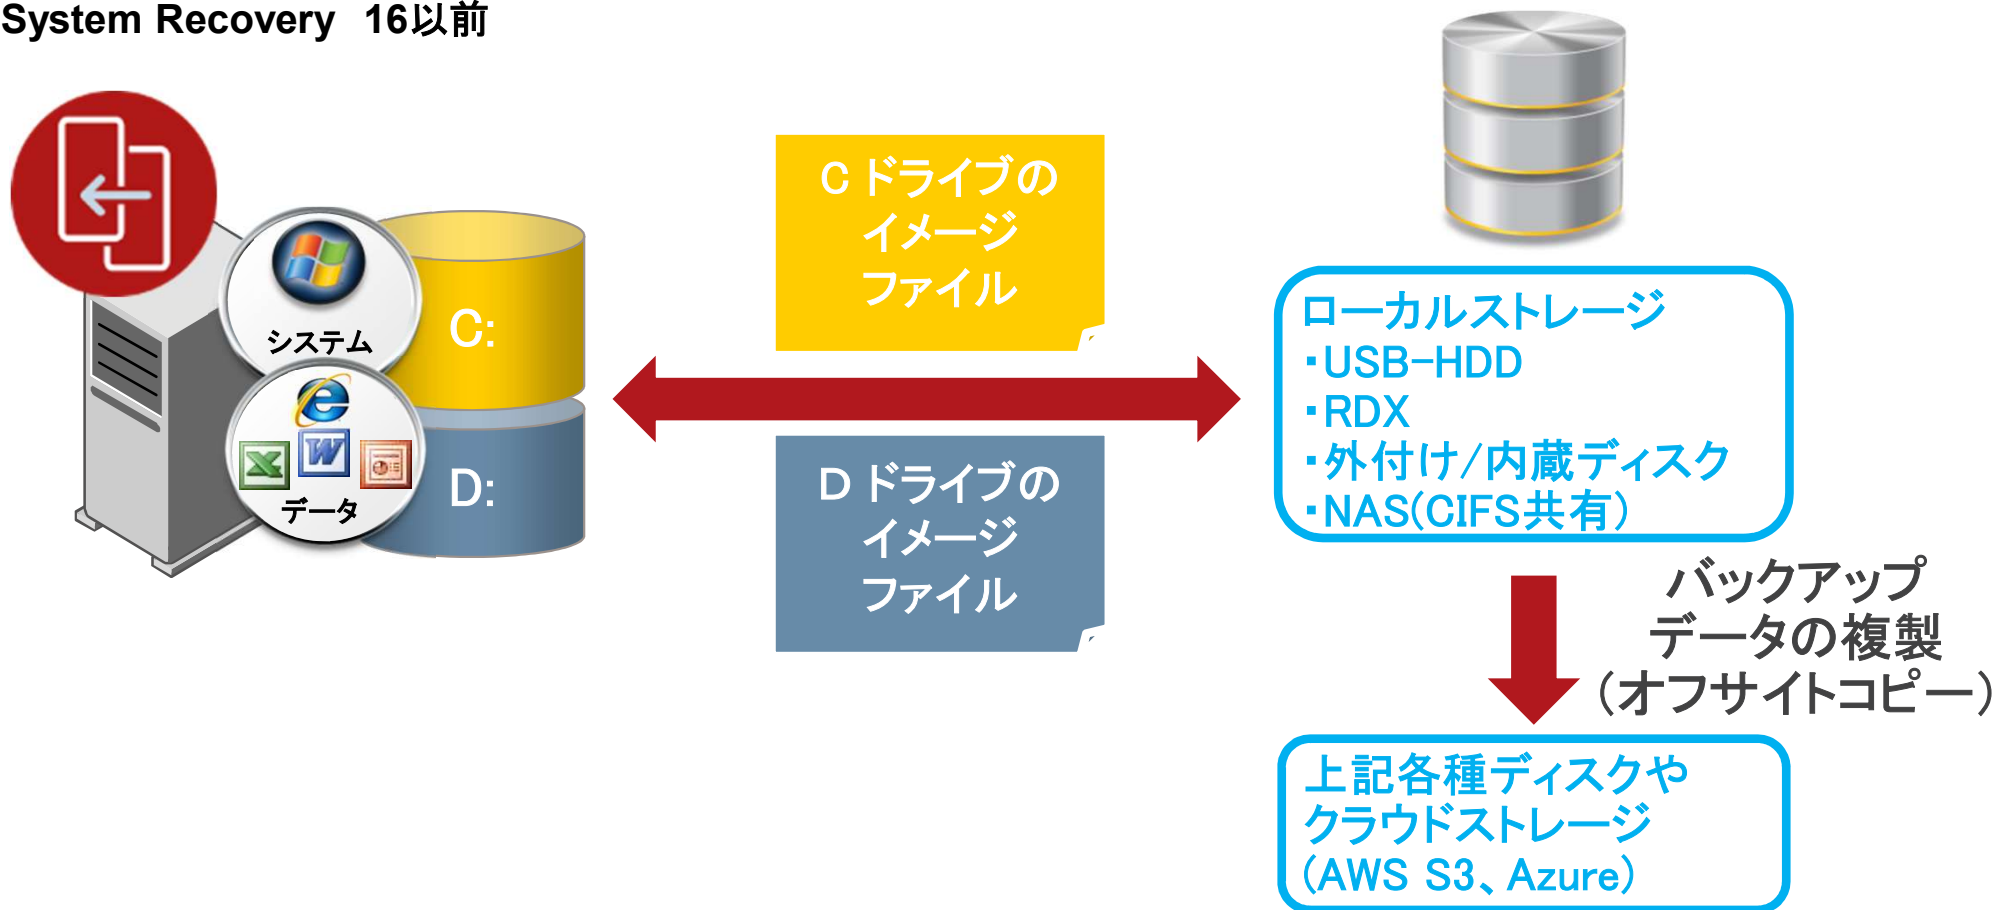 System Recovery 16以前
システム
データ
C:
D:
C ドライブの
イメージ
ファイル
D ドライブの
イメージ
ファイル
ローカルストレージ
・USB-HDD
・RDX
・外付け/内蔵ディスク
・NAS(CIFS共有)
バックアップ
データの複製
(オフサイトコピー)
上記各種ディスクや
クラウドストレージ
(AWS S3、Azure)